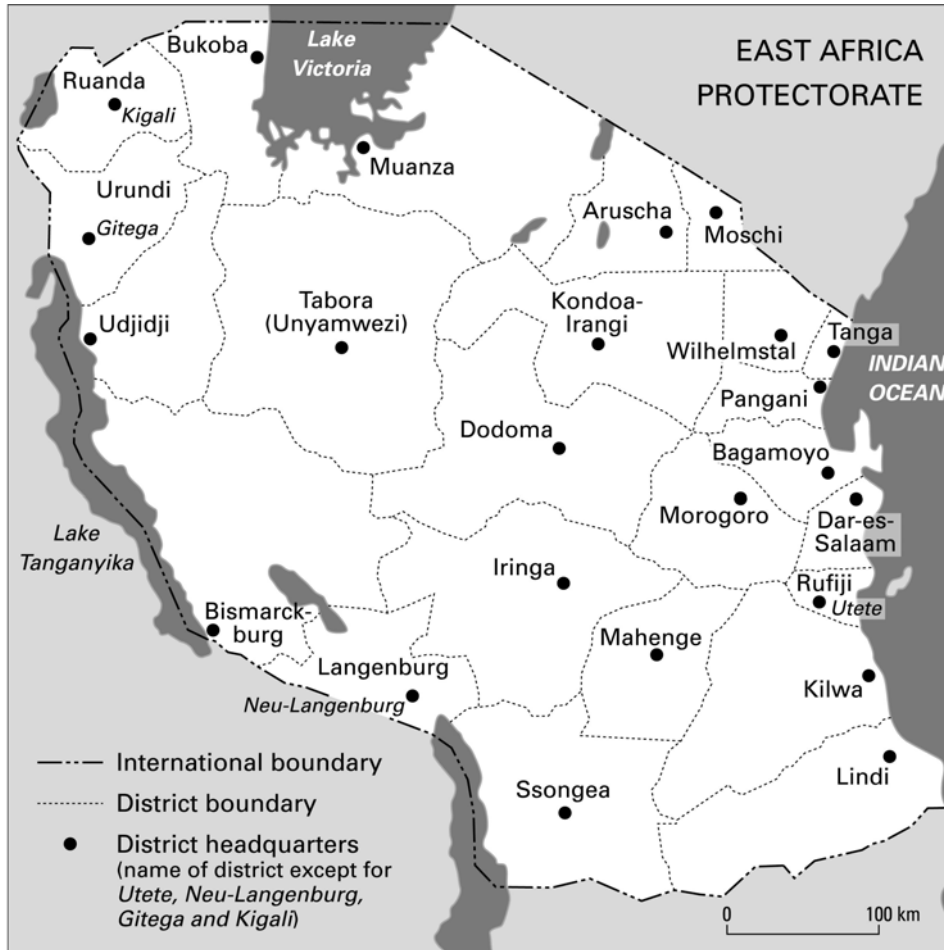 EAST AFRICA
PROTECTORATE
Lake
Victoria
Bukoba
Ruanda
Kigali
Muanza
Urundi
Gitega
Aruscha
Moschi
Udjidji
Tabora
(Unyamwezi)
Kondoa-
Irangi
Wilhelmstal
Tanga
INDIAN
OCEAN
Pangani
Dodoma
Bagamoyo
Morogoro
Dar-es-
Salaam
Lake
Tanganyika
Iringa
Rufiji
Utete
Bismarck-
burg
Mahenge
Langenburg
Neu-Langenburg
Kilwa
Lindi
Ssongea
International boundary
District boundary
District headquarters
(name of district except for
Utete, Neu-Langenburg,
Gitega and Kigali)
0 100 km